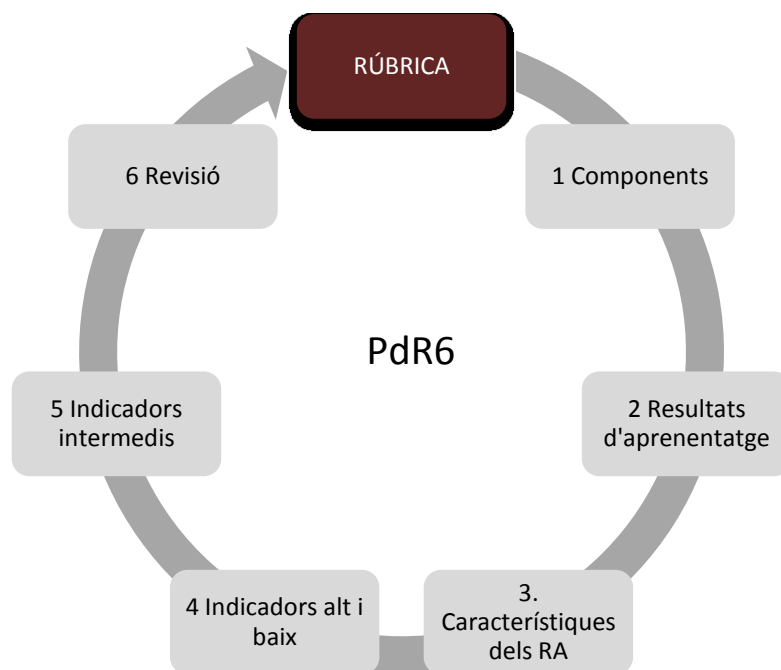 RÚBRICA
1 Components
2 Resultats
d'aprenentatge
3.
Característiques
dels RA
4 Indicadors alt i
baix
5 Indicadors
intermedis
6 Revisió
PdR6